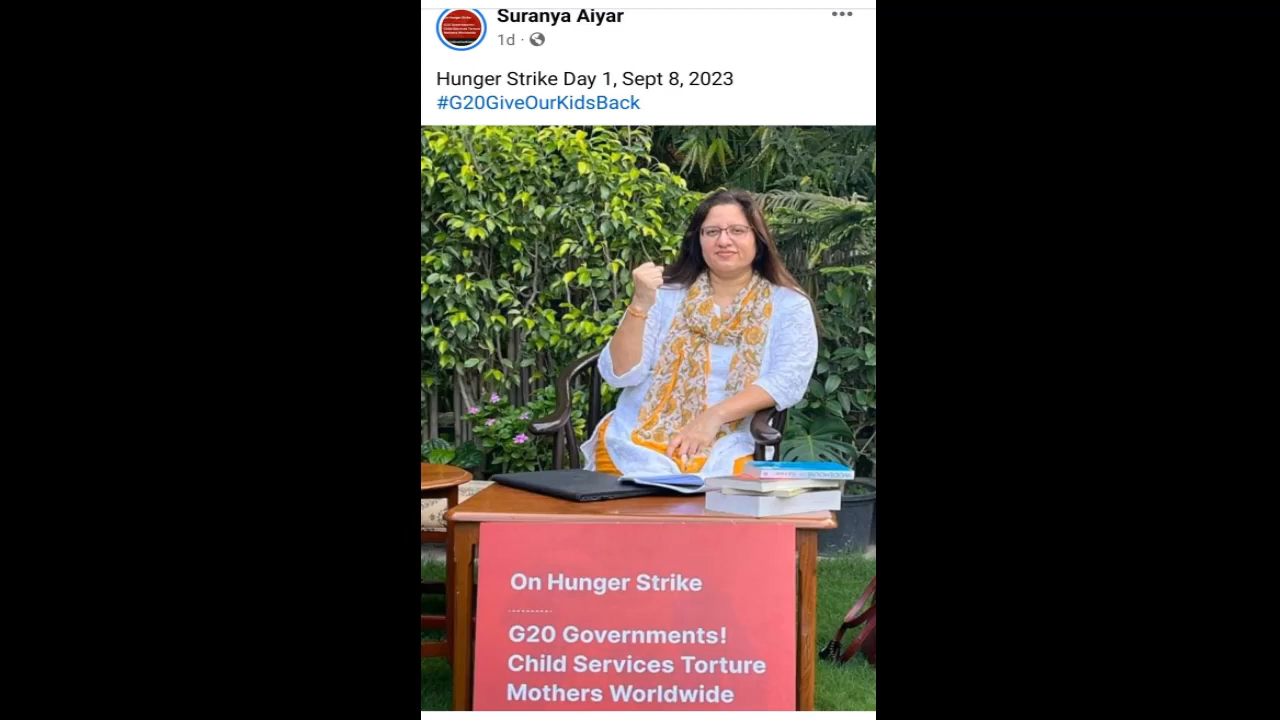 Suranya Aiyar
1d ·
Hunger Strike Day 1, Sept 8, 2023
#G20GiveOurKidsBack
On Hunger Strike
G20 Governments!
Child Services Torture
Mothers Worldwide